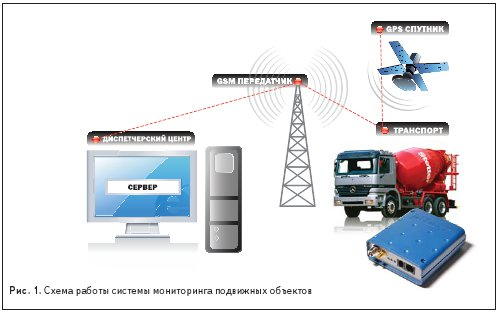 GPS СПУТНИК
GSM ПЕРЕДАТЧИК
ДИСПЕТЧЕРСКИЙ ЦЕНТР
ТРАНСПОРТ
СЕРВЕР
Рис. 1. Схема работы системы мониторинга подвижных объектов